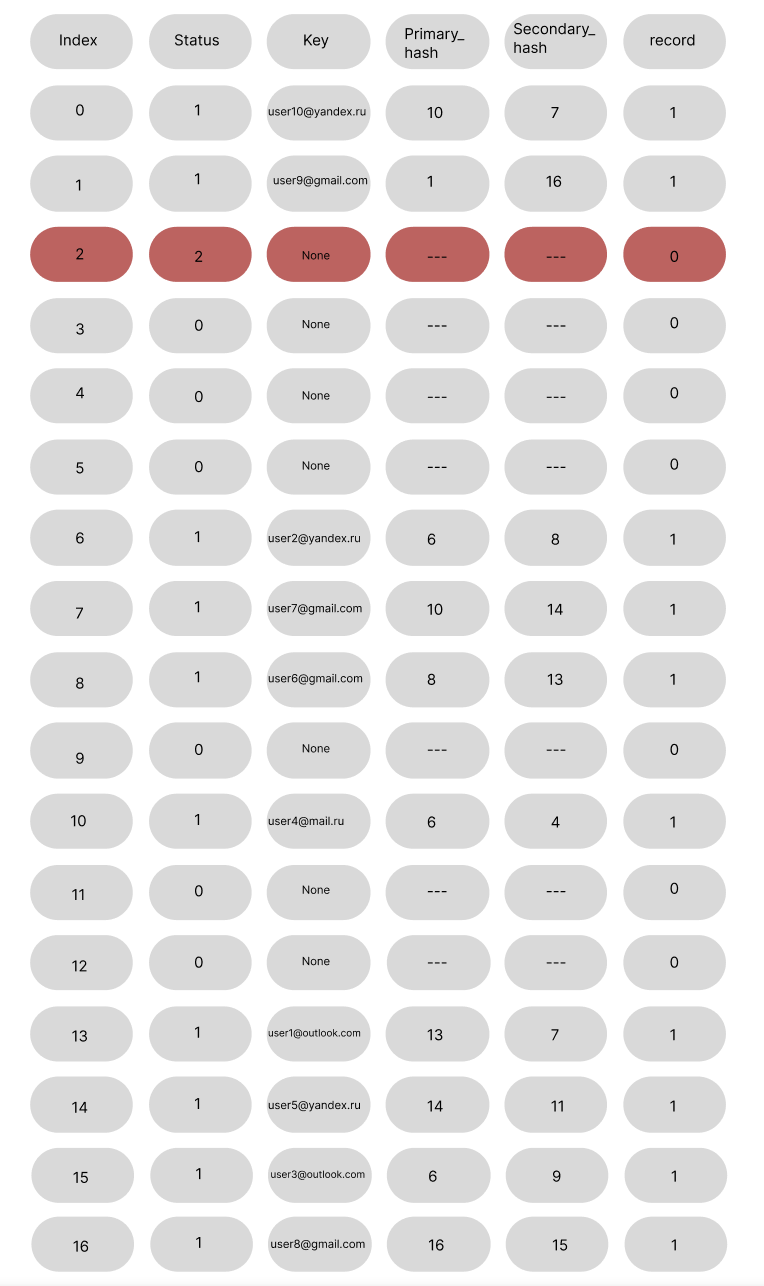 Index Status Key Primary_ Secondary_ record
hash hash
0 1 user10@yandex.ru 10 7 1
1 1 user9@gmail.com 1 16 1
2 2 None --- --- 0
3 0 None --- --- 0
4 0 None --- --- 0
5 0 None --- --- 0
6 1 user2@yandex.ru 6 8 1
7 1 user7@gmail.com 10 14 1
8 1 user6@gmail.com 8 13 1
9 0 None --- --- 0
10 1 user4@mail.ru 6 4 1
11 0 None --- --- 0
12 0 None --- --- 0
13 1 user1@outlook.com 13 7 1
14 1 user5@yandex.ru 14 11 1
15 1 user3@outlook.com 6 9 1
16 1 user8@gmail.com 16 15 1